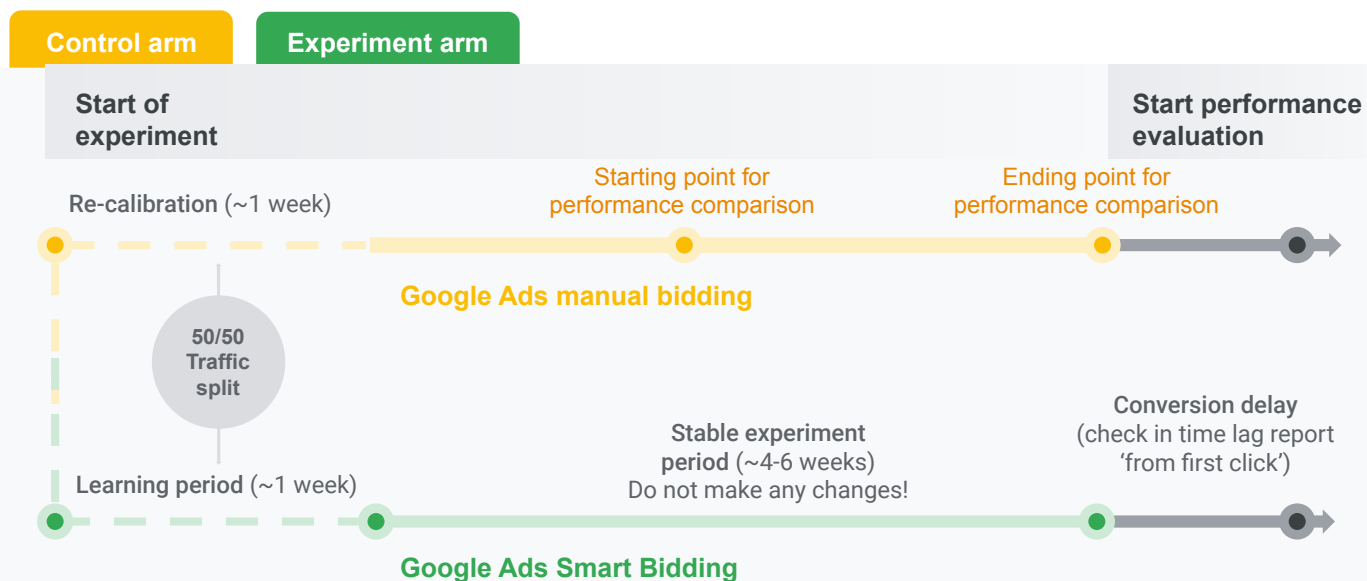 Control arm
Experiment arm
Start of
experiment
Start performance
evaluation
Re-calibration (~1 week)
Starting point for
performance comparison
Ending point for
performance comparison
Google Ads manual bidding
50/50
Traffic
split
Learning period (~1 week)
Stable experiment
period (~4-6 weeks)
Do not make any changes!
Conversion delay
(check in time lag report
‘from first click’)
Google Ads Smart Bidding